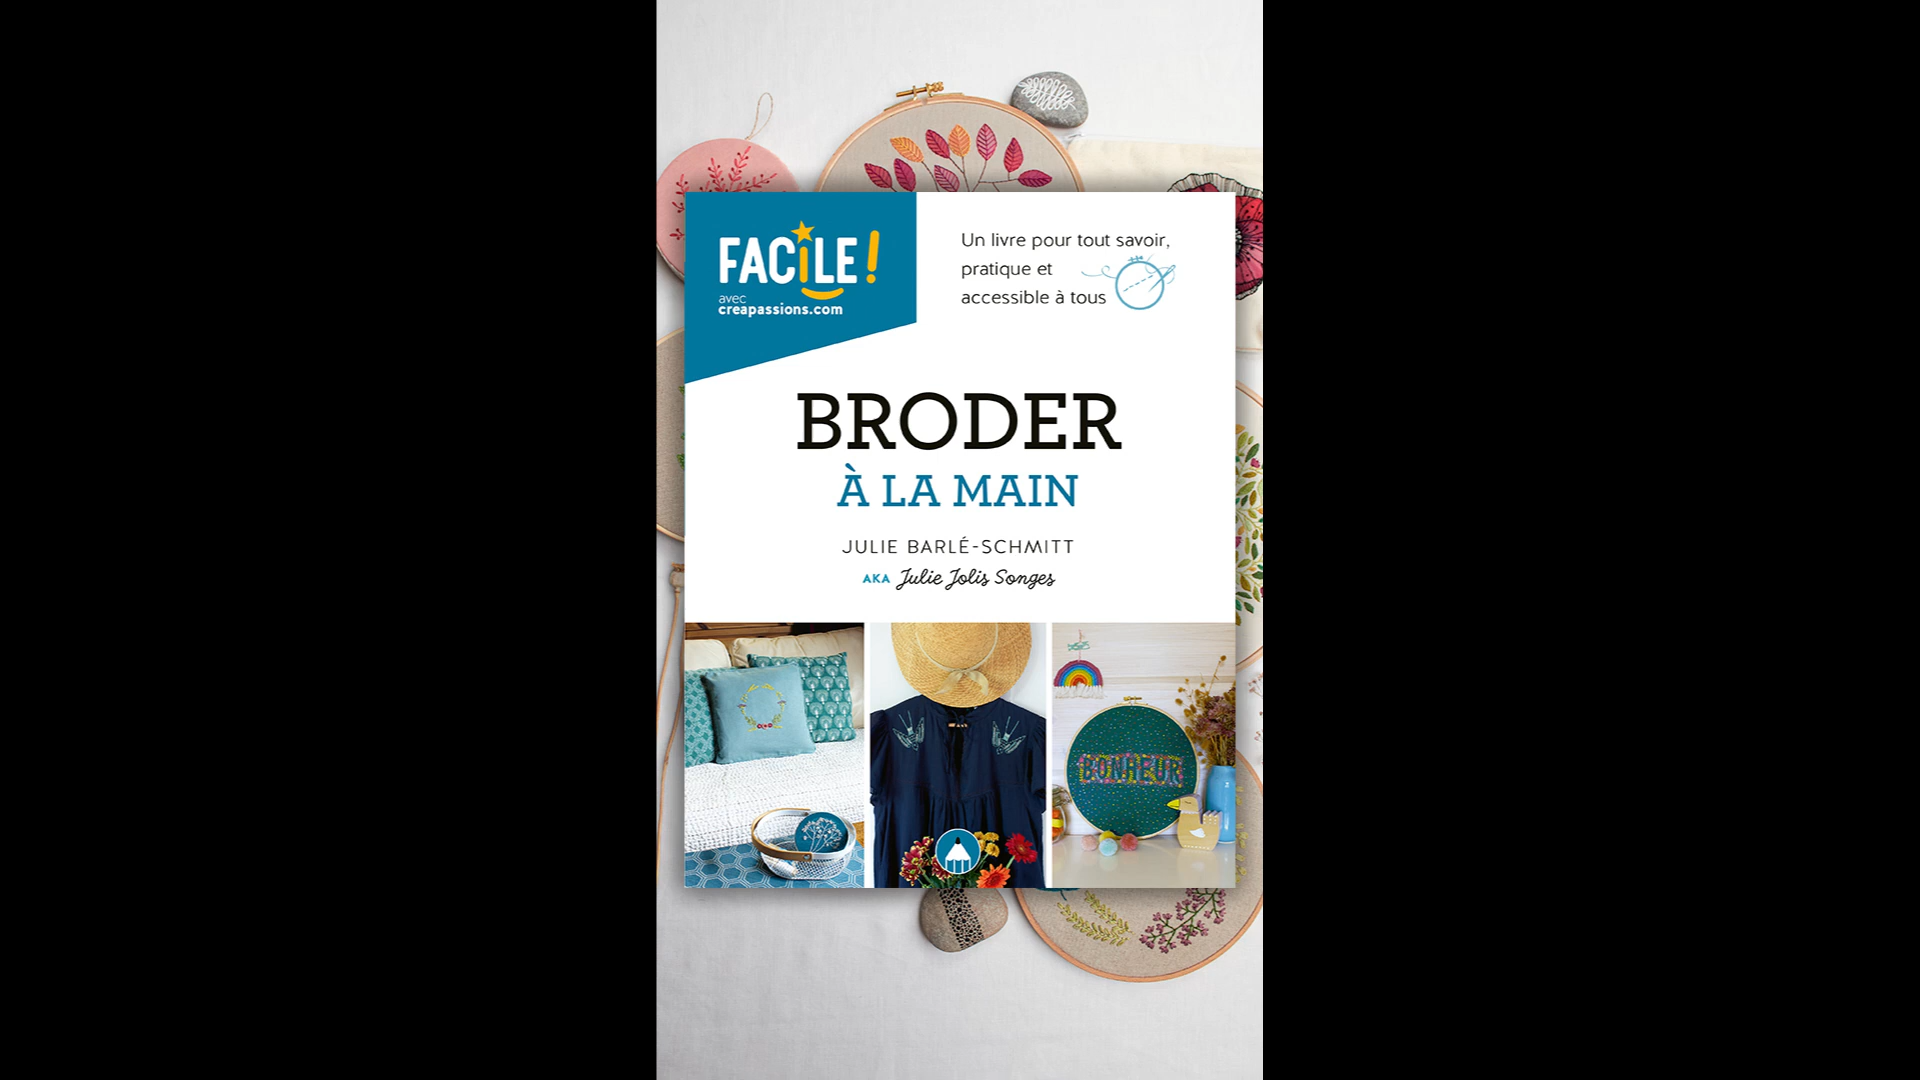 FACiLE !
avec
creapassions.com
Un livre pour tout savoir,
pratique et
accessible à tous
BRODER
À LA MAIN
JULIE BARLÉ-SCHMITT
AKA Julie Jolis Songes
BONHEUR